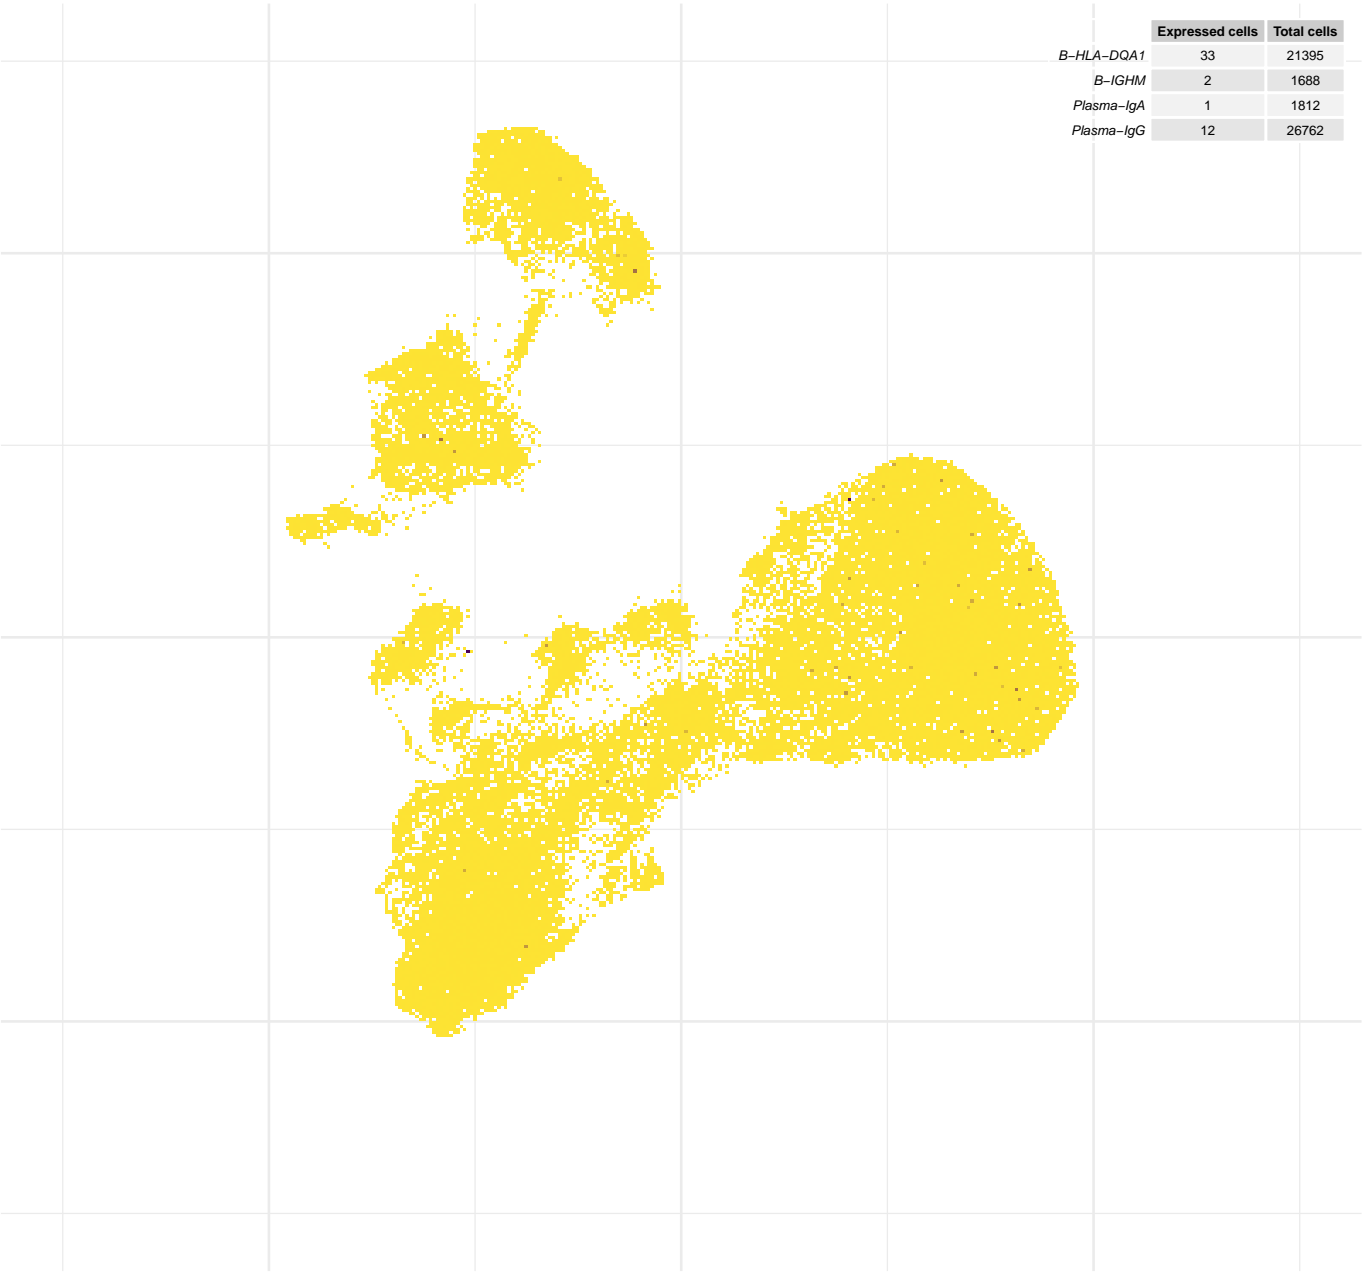 Expressed cells Total cells
B−HLA−DQA1 33 21395
B−IGHM 2 1688
Plasma−IgA 1 1812
Plasma−IgG 12 26762